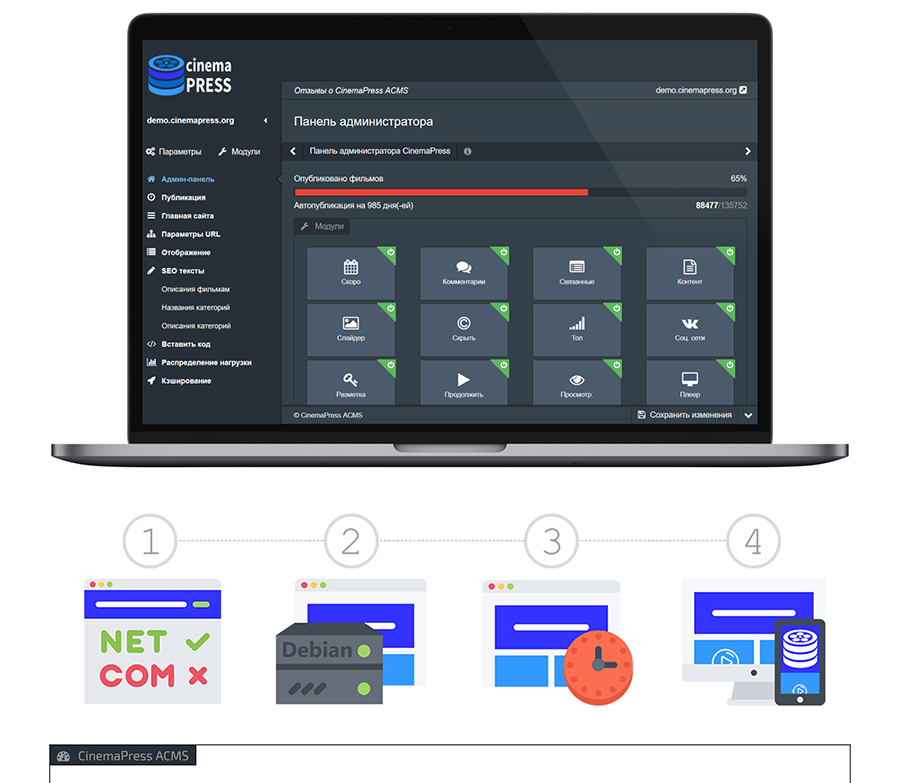 cinema
PRESS
Отзывы о CinemaPress ACMS
demo.cinemapress.org
demo.cinemapress.org
Панель администратора
Параметры Модули
Панель администратора CinemaPress
Админ-панель
Публикация
Главная сайта
Параметры URL
Отображение
SEO тексты
Описания фильмам
Названия категорий
Описания категорий
Вставить код
Распределение нагрузки
Кэширование
Опубликовано фильмов 65%
Автопубликация на 985 дня(-ей) 88477/135752
Модули
Скоро Комментарии Связанные Контент
Слайдер Скрыть Топ Соц. сети
Разметка Продолжить Просмотр. Плеер
© CinemaPress ACMS Сохранить изменения
1 2 3 4
NET
COM
Debian
CinemaPress ACMS